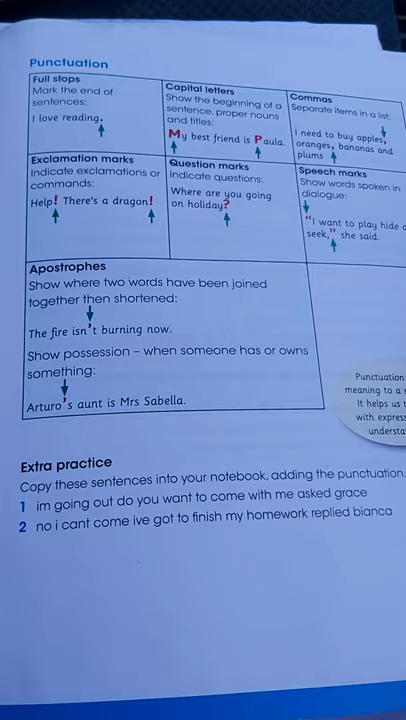 Punctuation
Full stops
Mark the end of
sentences:
I love reading.
Capital letters
Show the beginning of a
sentence, proper nouns
and titles:
My best friend is Paula.
Commas
Separate items in a list:
I need to buy apples,
oranges, bananas and
plums
Exclamation marks
Indicate exclamations or
commands:
Help! There's a dragon!
Question marks
Indicate questions:
Where are you going
on holiday?
Speech marks
Show words spoken in
dialogue:
"I want to play hide
seek," she said.
Apostrophes
Show where two words have been joined
together then shortened:
The fire isn't burning now.
Show possession – when someone has or owns
something:
Arturo's aunt is Mrs Sabella.
Punctuation
meaning to a
It helps us
with
Extra practice
Copy these sentences into your notebook, adding the punctuation.
1 im going out do you want to come with me asked grace
2 no i cant come ive got to finish my homework replied bianca